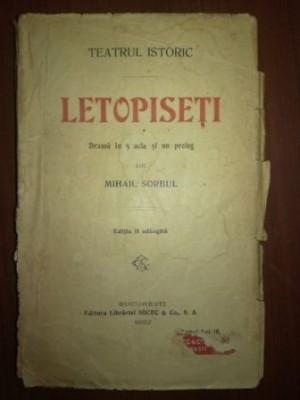 TEATRUL ISTORIC
LETOPISEȚI
Dramă în 5 acte și un prolog
DE
MIHAIL SORBUL
Ediția II adăogită
BUCUREȘTI
Editura Librăriei SOCEC & Co., S. A.